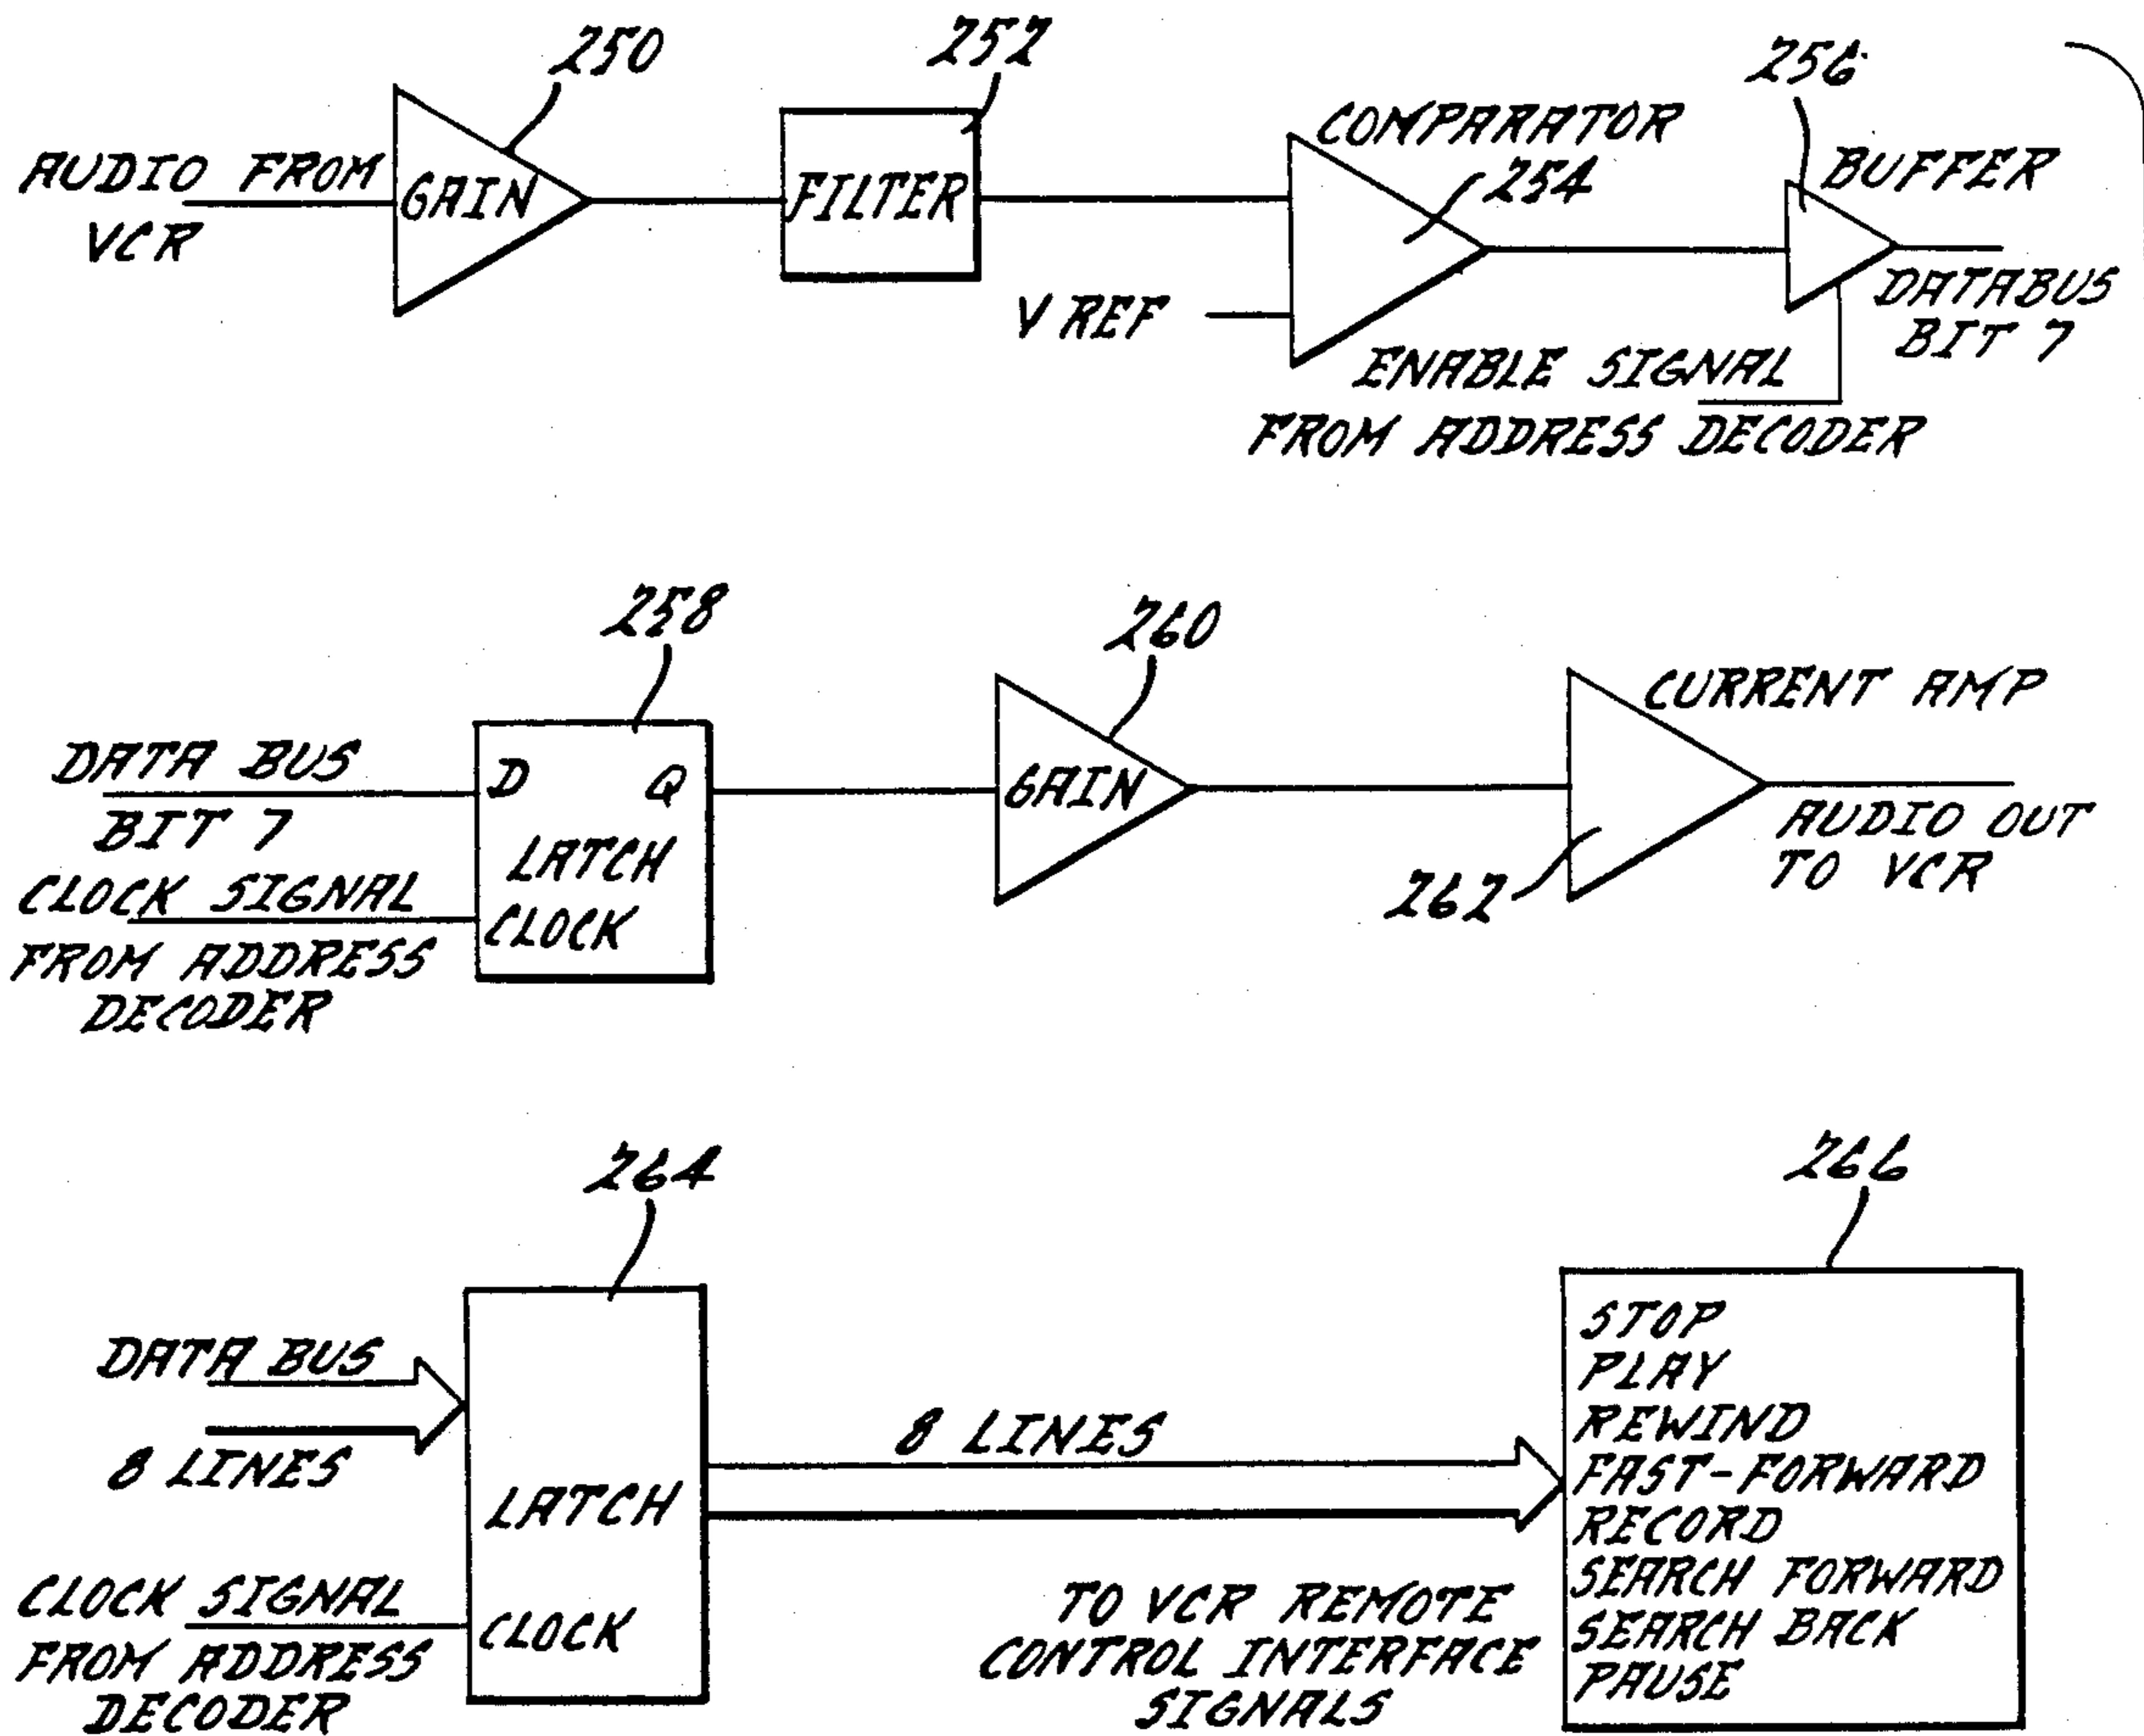 250
252
256
COMPARATOR
AUDIO FROM
VCR
GAIN
FILTER
254
BUFFER
V REF
DATABUS
BIT 7
ENABLE SIGNAL
FROM ADDRESS DECODER
258
260
CURRENT AMP
DATA BUS
BIT 7
D Q
LATCH
CLOCK
CLOCK SIGNAL
FROM ADDRESS
DECODER
GAIN
262
AUDIO OUT
TO VCR
264
266
DATA BUS
8 LINES
LATCH
CLOCK
CLOCK SIGNAL
FROM ADDRESS
DECODER
8 LINES
TO VCR REMOTE
CONTROL INTERFACE
SIGNALS
STOP
PLAY
REWIND
FAST-FORWARD
RECORD
SEARCH FORWARD
SEARCH BACK
PAUSE